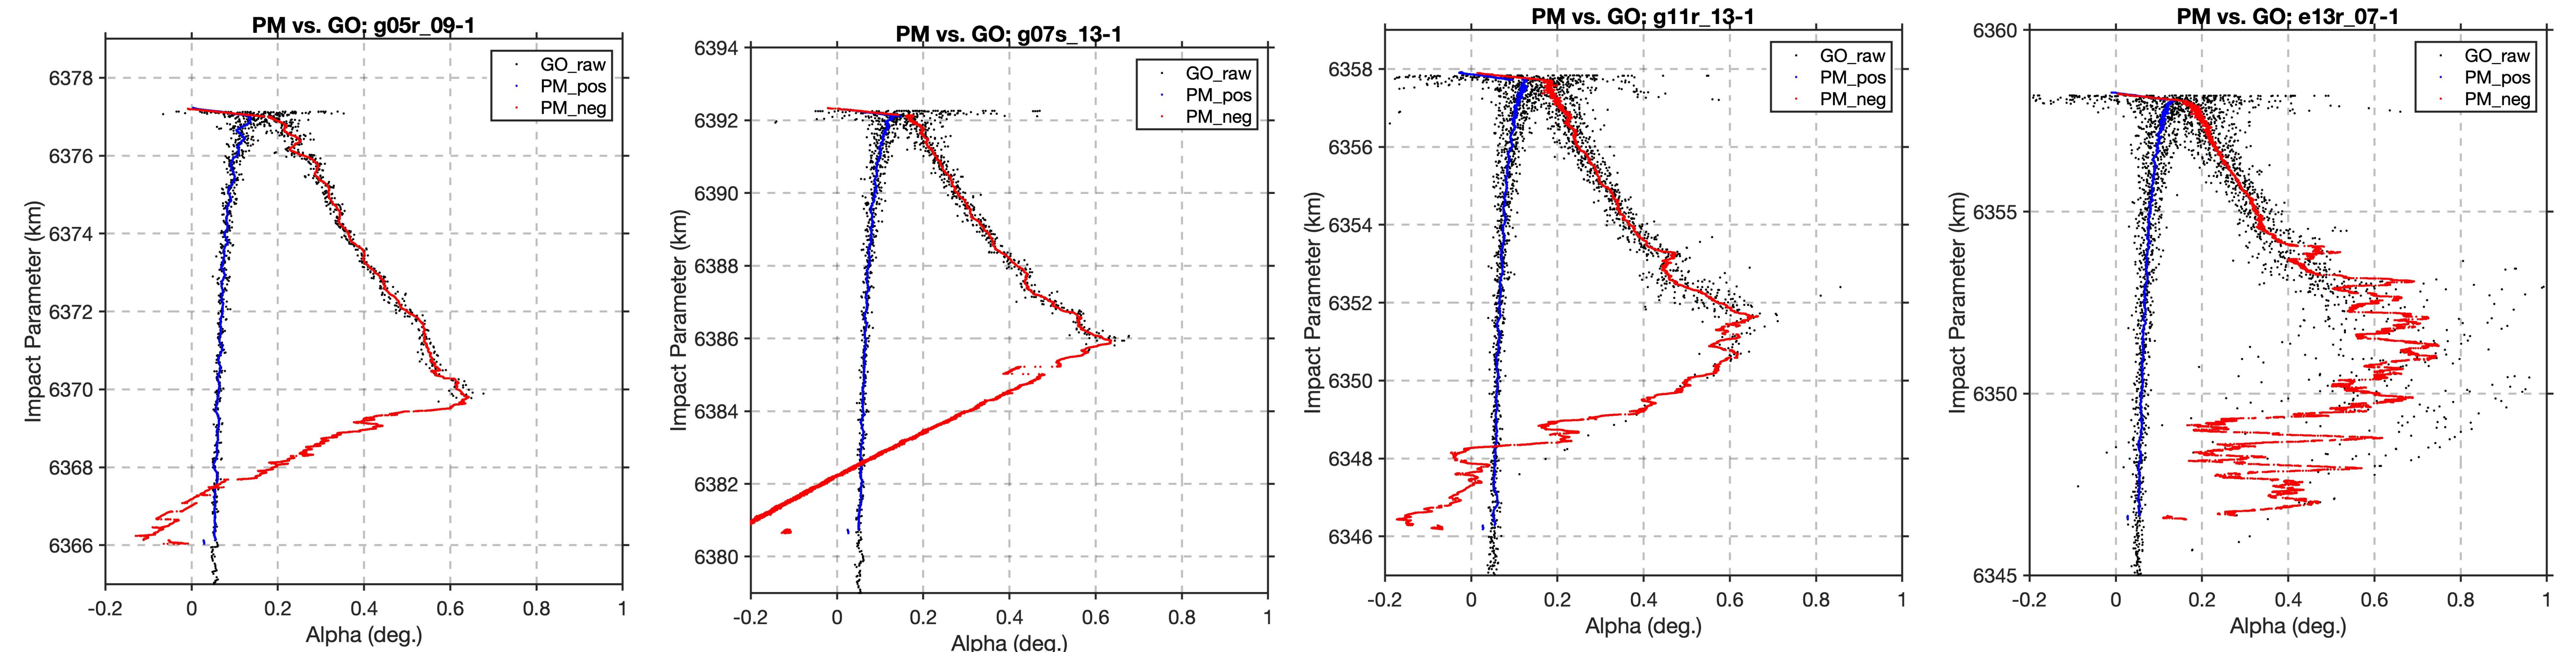 PM vs. GO: g05r_09-1
GO_raw
PM_pos
PM_neg
6378
6376
6374
6372
6370
6368
6366
Impact Parameter (km)
-0.2 0 0.2 0.4 0.6 0.8 1
Alpha (deg.)
PM vs. GO: g07s_13-1
GO_raw
PM_pos
PM_neg
6394
6392
6390
6388
6386
6384
6382
6380
Impact Parameter (km)
-0.2 0 0.2 0.4 0.6 0.8 1
Alpha (deg.)
PM vs. GO: g11r_13-1
GO_raw
PM_pos
PM_neg
6358
6356
6354
6352
6350
6348
6346
Impact Parameter (km)
-0.2 0 0.2 0.4 0.6 0.8 1
Alpha (deg.)
PM vs. GO: e13r_07-1
GO_raw
PM_pos
PM_neg
6360
6355
6350
6345
Impact Parameter (km)
-0.2 0 0.2 0.4 0.6 0.8 1
Alpha (deg.)